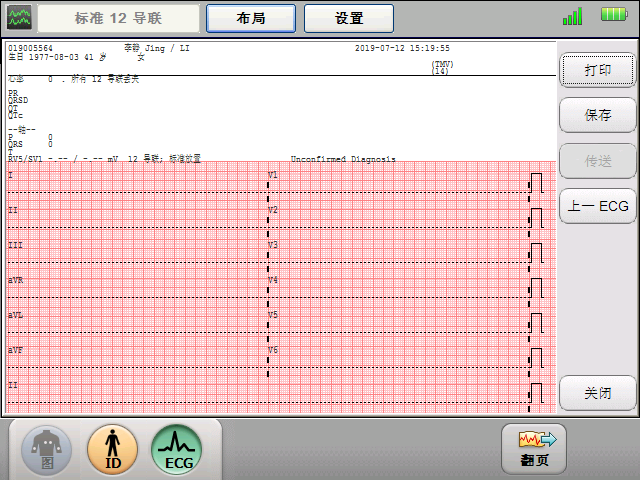 标准 12 导联
布局
设置
019005564 李静 Jing / LI 2019-07-12 15:19:55
生日 1977-08-03 41 岁 女
(TMV)
(14)
心率 0 . 所有 12 导联丢失
PR
QRSD
QT
QTc
--轴--
P 0
QRS 0
T
RV5/SV1 -.-- / -.-- mV 12 导联; 标准放置 Unconfirmed Diagnosis
I V1
II V2
III V3
aVR V4
aVL V5
aVF V6
II
打印
保存
传送
上一 ECG
关闭
图
ID
ECG
翻页